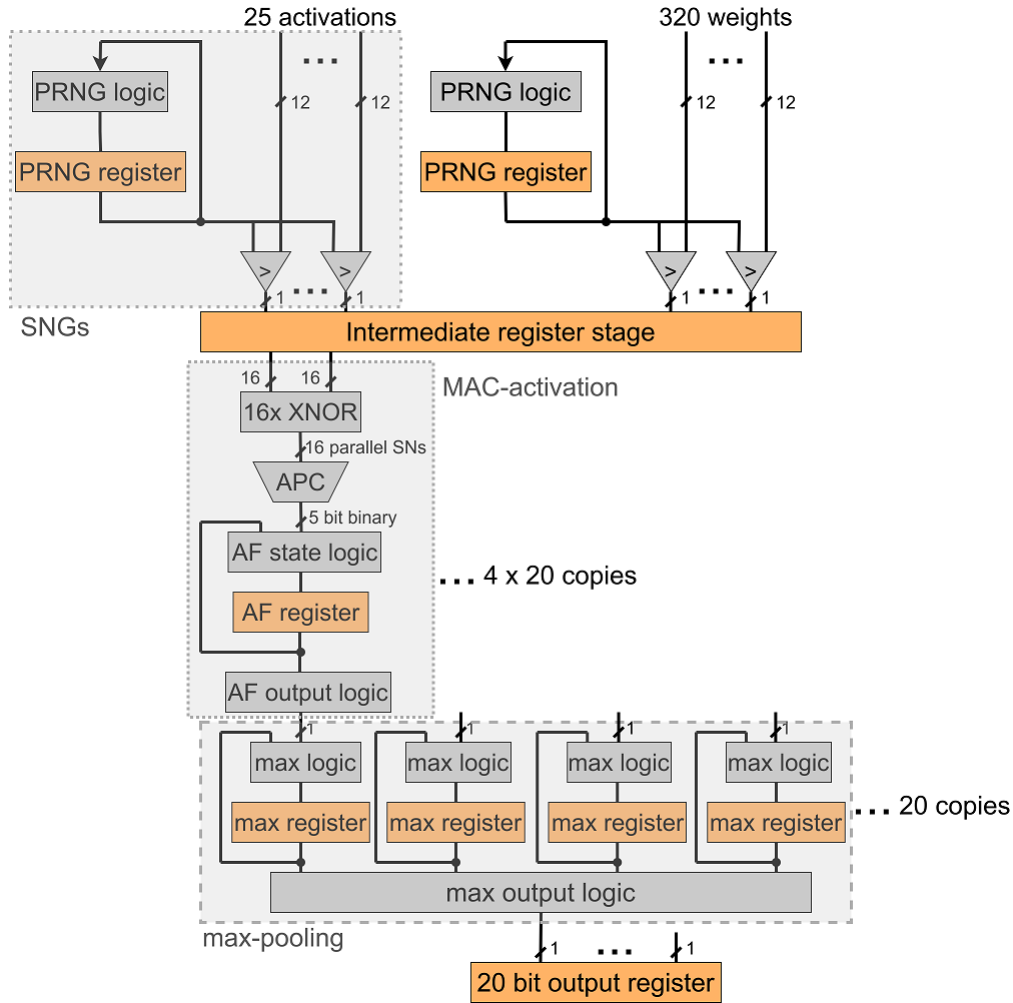 25 activations
320 weights
PRNG logic
12
12
PRNG logic
12
12
PRNG register
PRNG register
>
>
>
>
1
1
1
1
SNGs
Intermediate register stage
16
16
MAC-activation
16x XNOR
16 parallel SNs
APC
5 bit binary
AF state logic
4 x 20 copies
AF register
AF output logic
1
1
1
1
max logic
max logic
max logic
max logic
max register
max register
max register
max register
20 copies
max output logic
max-pooling
1
1
20 bit output register